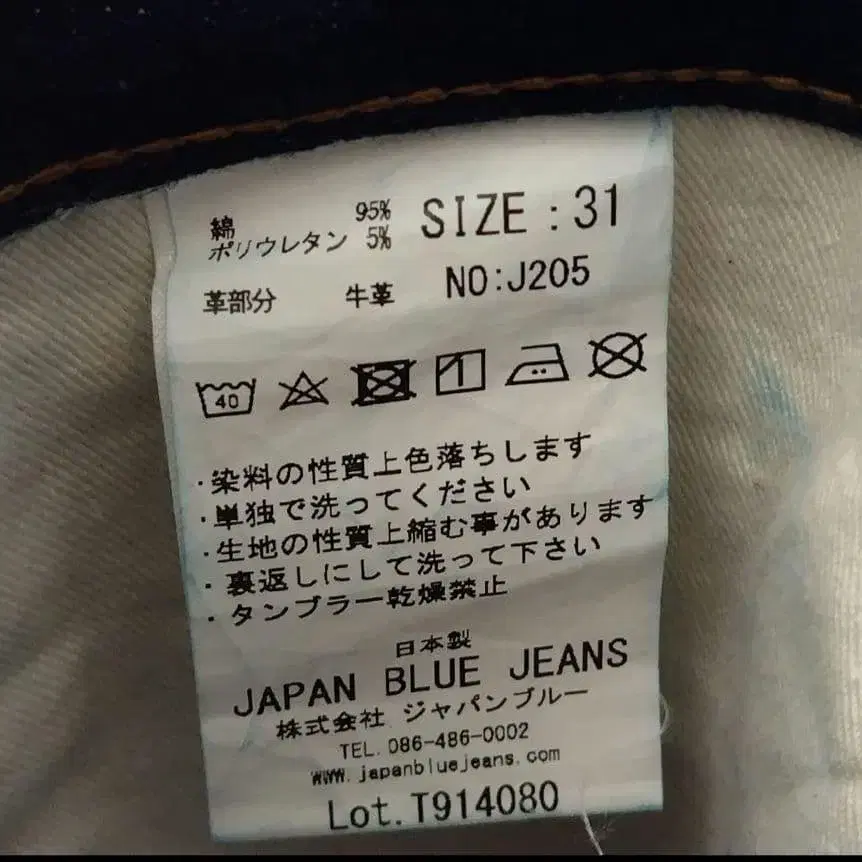 綿 95% SIZE : 31
ポリウレタン 5%
革部分 牛革 NO:J205
40
・染料の性質上色落ちします
・単独で洗ってください
・生地の性質上縮む事があります
・裏返しにして洗って下さい
・タンブラー乾燥禁止
日本製
JAPAN BLUE JEANS
株式会社 ジャパンブルー
TEL. 086-486-0002
www.japanbluejeans.com
Lot.T914080